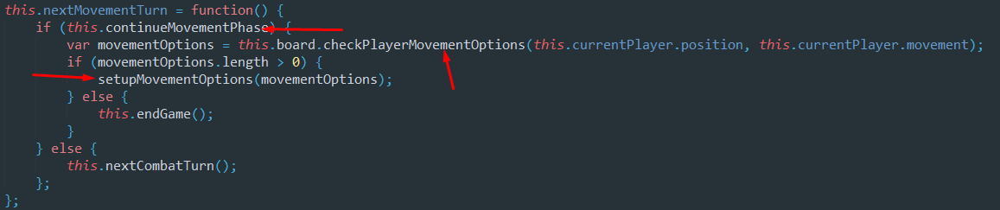 this.nextMovementTurn = function() {
if (this.continueMovementPhase) {
var movementOptions = this.board.checkPlayerMovementOptions(this.currentPlayer.position, this.currentPlayer.movement);
if (movementOptions.length > 0) {
setupMovementOptions(movementOptions);
} else {
this.endGame();
}
} else {
this.nextCombatTurn();
};
};